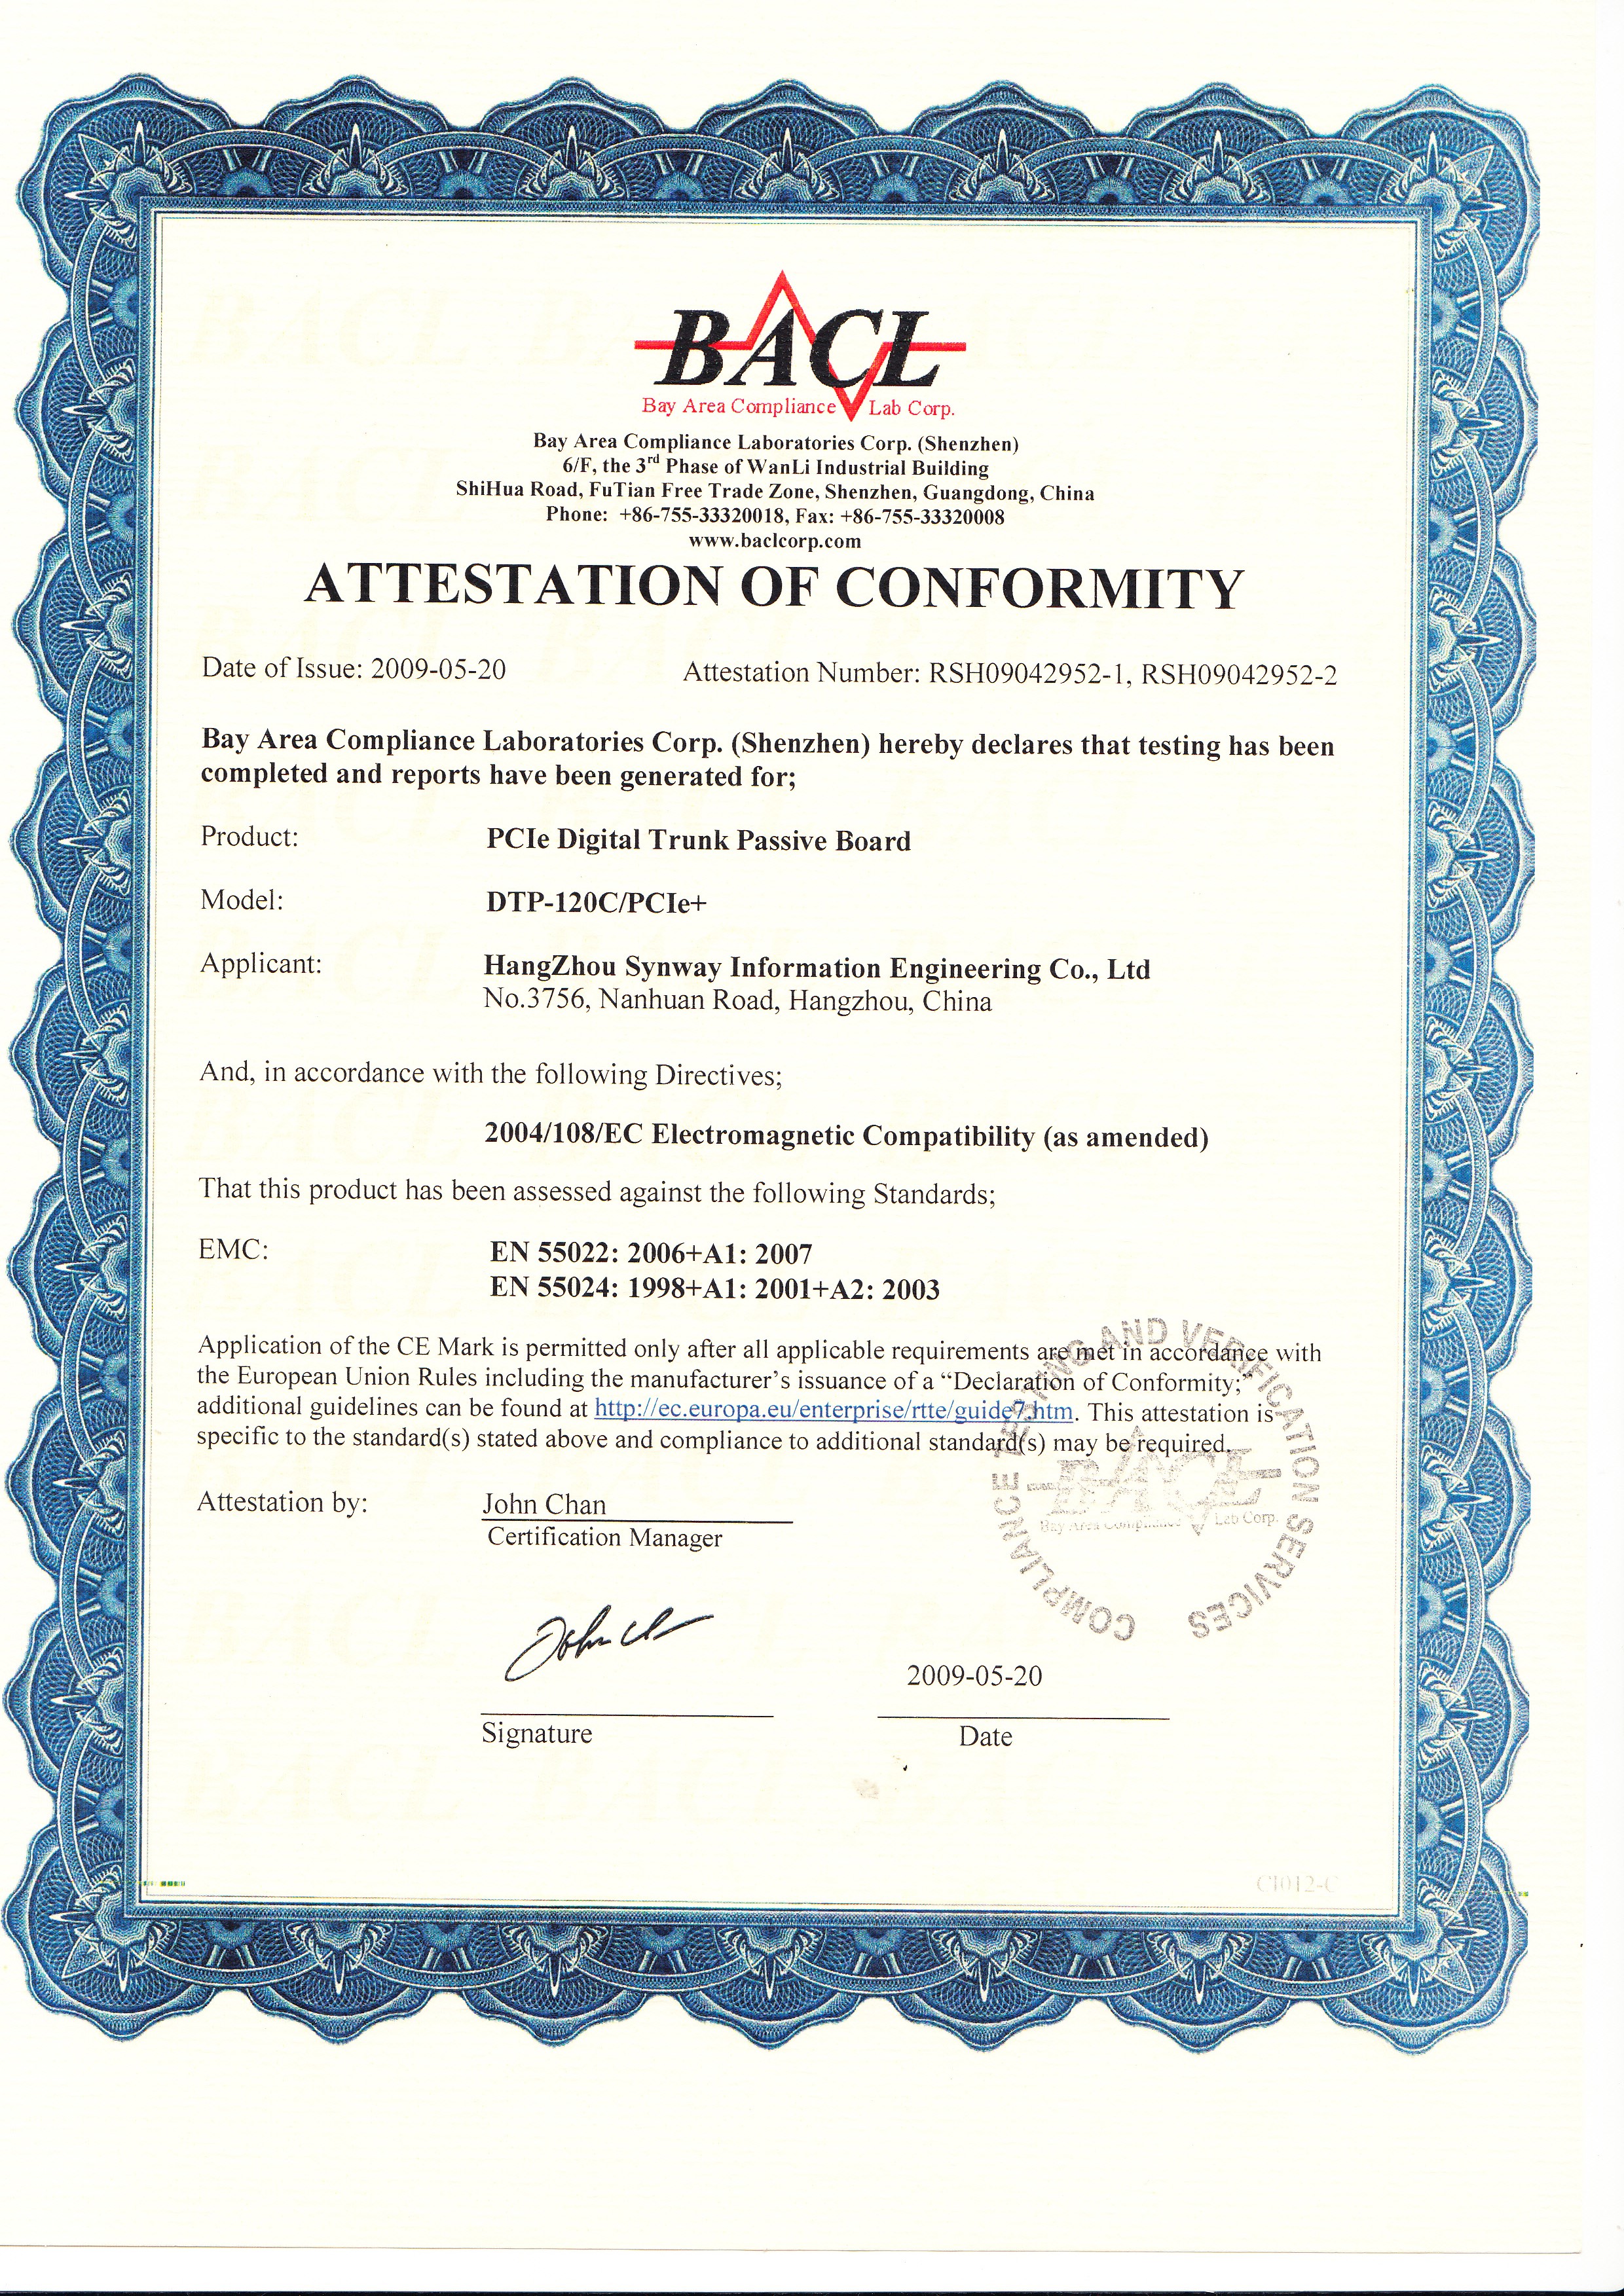 BACL
Bay Area Compliance Lab Corp.
Bay Area Compliance Laboratories Corp. (Shenzhen)
6/F, the 3rd Phase of WanLi Industrial Building
ShiHua Road, FuTian Free Trade Zone, Shenzhen, Guangdong, China
Phone: +86-755-33320018, Fax: +86-755-33320008
www.baclcorp.com
ATTESTATION OF CONFORMITY
Date of Issue: 2009-05-20 Attestation Number: RSH09042952-1, RSH09042952-2
Bay Area Compliance Laboratories Corp. (Shenzhen) hereby declares that testing has been
completed and reports have been generated for;
Product: PCIe Digital Trunk Passive Board
Model: DTP-120C/PCIe+
Applicant: HangZhou Synway Information Engineering Co., Ltd
No.3756, Nanhuan Road, Hangzhou, China
And, in accordance with the following Directives;
2004/108/EC Electromagnetic Compatibility (as amended)
That this product has been assessed against the following Standards;
EMC: EN 55022: 2006+A1: 2007
EN 55024: 1998+A1: 2001+A2: 2003
Application of the CE Mark is permitted only after all applicable requirements are met in accordance with
the European Union Rules including the manufacturer's issuance of a “Declaration of Conformity;”
additional guidelines can be found at http://ec.europa.eu/enterprise/rtte/guide7.htm. This attestation is
specific to the standard(s) stated above and compliance to additional standard(s) may be required.
COMPLIANCE TESTING AND VERIFICATION SERVICES
BACL
Bay Area Compliance Lab Corp.
Attestation by: John Chan
Certification Manager
John Ch
2009-05-20
Signature Date
C1012-C